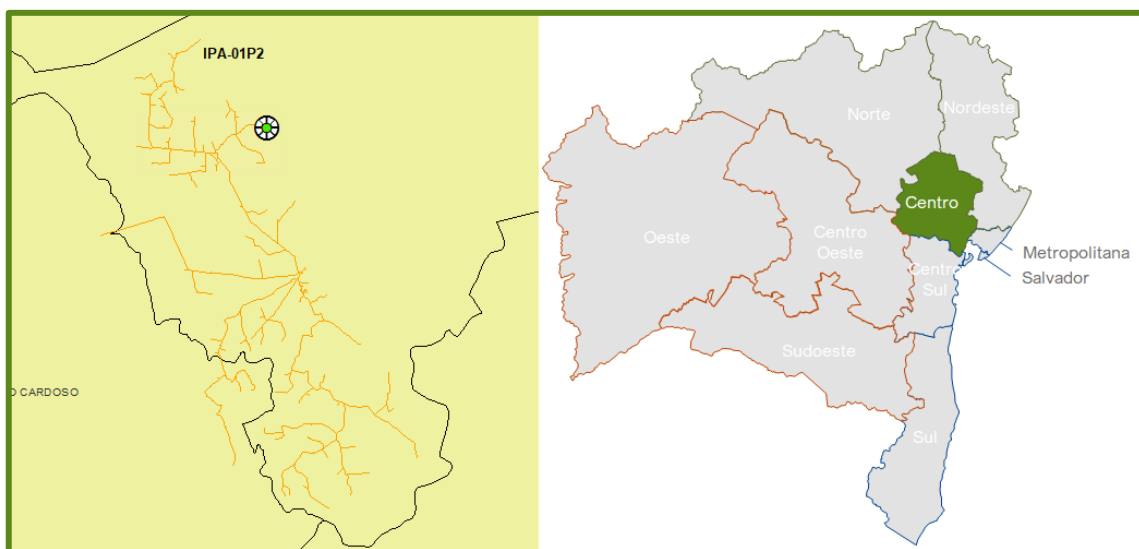 IPA-01P2
O CARDOSO
Norte
Nordeste
Centro
Oeste
Centro
Oeste
Metropolitana
Centro
Sul
Salvador
Sudoeste
Sul